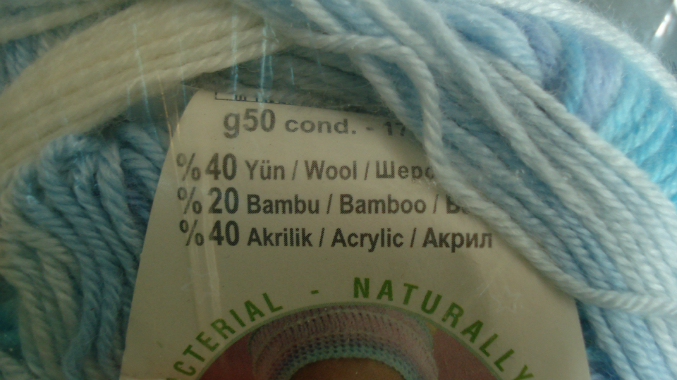 g50 cond. -
%40 Yün / Wool /
%20 Bambu / Bamboo /
%40 Akrilik / Acrylic / Акрил
- NATURALLY